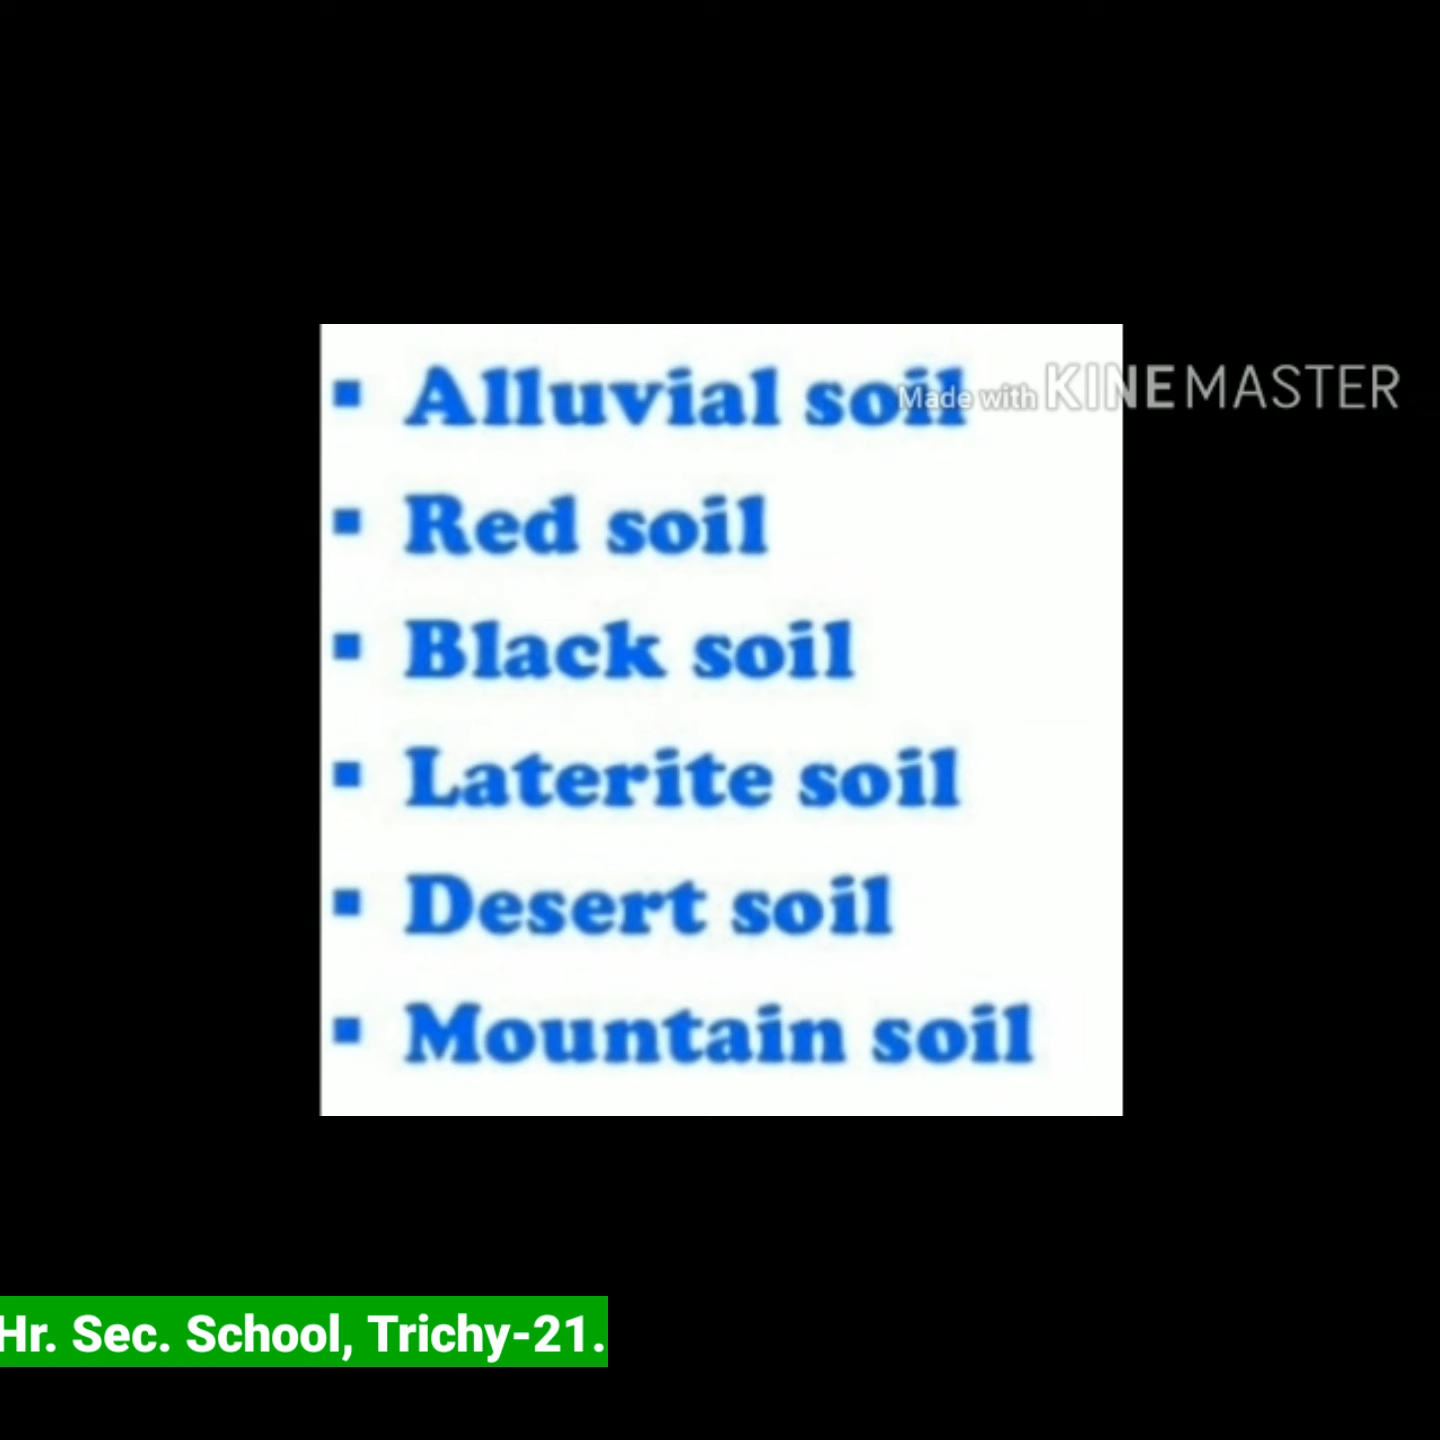 Alluvial soil
Made with KINEMASTER
Red soil
Black soil
Laterite soil
Desert soil
Mountain soil
Hr. Sec. School, Trichy-21.